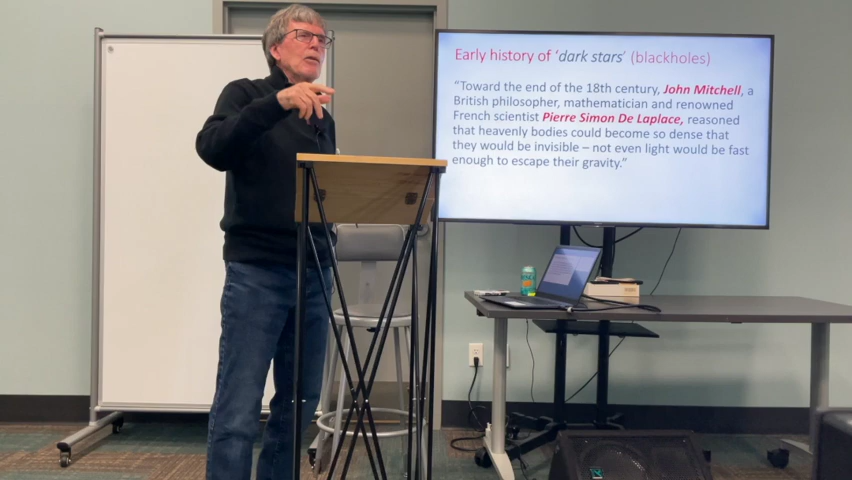 Early history of 'dark stars' (blackholes)
"Toward the end of the 18th century, John Mitchell, a
British philosopher, mathematician and renowned
French scientist Pierre Simon De Laplace, reasoned
that heavenly bodies could become so dense that
they would be invisible – not even light would be fast
enough to escape their gravity."